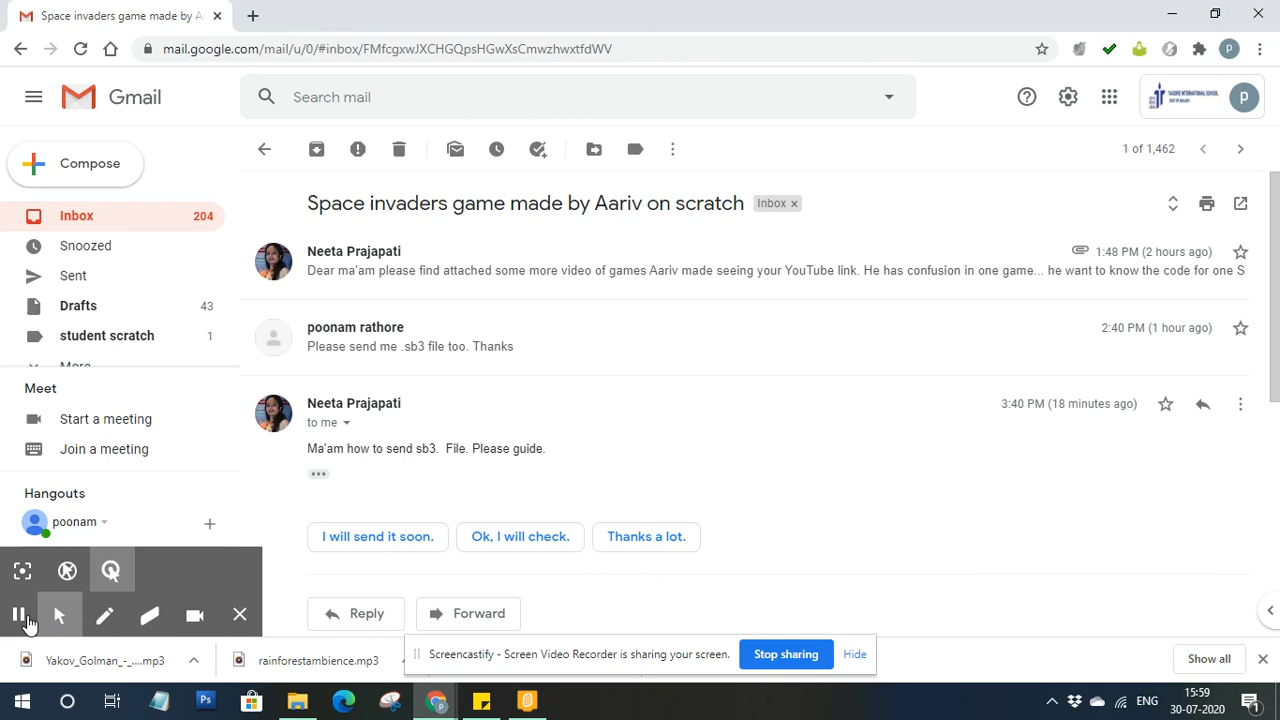 Space invaders game made by A
mail.google.com/mail/u/0/#inbox/FMfcgxwJXCHGQpsHGwXsCmwzhwxtfdWV
P
Gmail
Search mail
TAGORE INTERNATIONAL SCHOOL
p
Compose
1 of 1,462
Inbox 204
Space invaders game made by Aariv on scratch Inbox x
Snoozed
Neeta Prajapati 1:48 PM (2 hours ago)
Dear ma'am please find attached some more video of games Aariv made seeing your YouTube link. He has confusion in one game... he want to know the code for one S
Sent
Drafts 43
student scratch 1
poonam rathore 2:40 PM (1 hour ago)
Please send me .sb3 file too. Thanks
More
Meet
Start a meeting
Join a meeting
Neeta Prajapati 3:40 PM (18 minutes ago)
to me
Ma'am how to send sb3. File. Please guide.
Hangouts
poonam
I will send it soon. Ok, I will check. Thanks a lot.
Reply Forward
Yakov_Golman_-_....mp3 rainforestambience.mp3
Screencastify - Screen Video Recorder is sharing your screen. Stop sharing Hide
Show all
Ps
ENG
15:59
30-07-2020
1